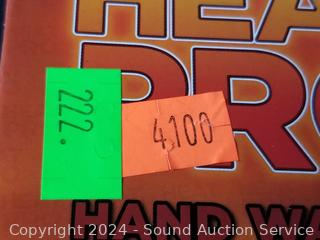 HEA
PRO
222.
4100
HAND WA
Copyright 2024 - Sound Auction Service